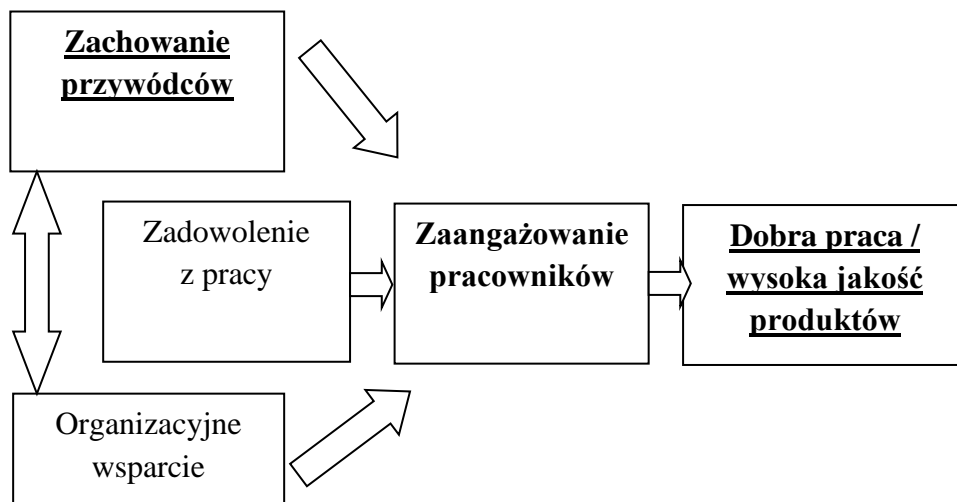 Zachowanie
przywódców
Zadowolenie
z pracy
Zaangażowanie
pracowników
Dobra praca /
wysoka jakość
produktów
Organizacyjne
wsparcie